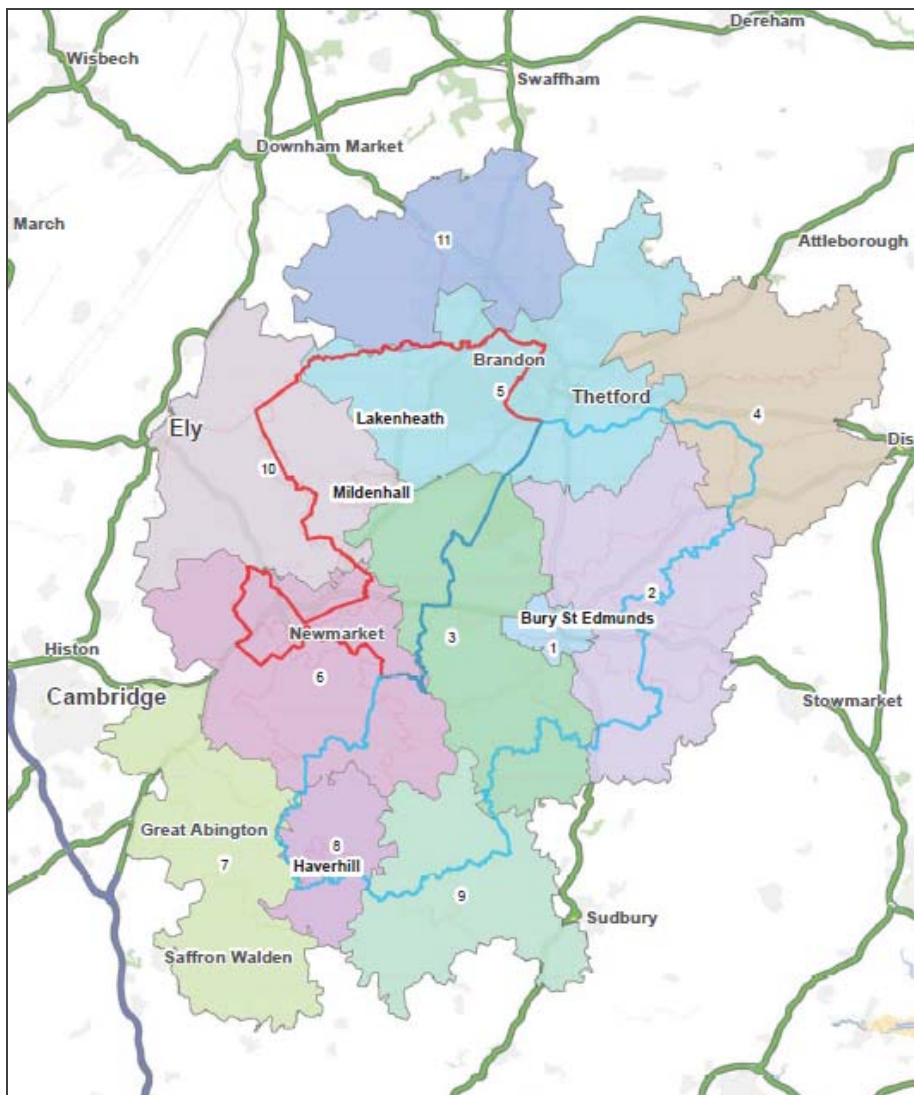 Dereham
Wisbech
Swaffham
Downham Market
March
11
Attleborough
Brandon
5
Thetford
Lakenheath
4
Ely
Dis
10
Mildenhall
2
Bury St Edmunds
Newmarket
3
1
Histon
6
Cambridge
Stowmarket
Great Abington
8
7
Haverhill
9
Sudbury
Saffron Walden